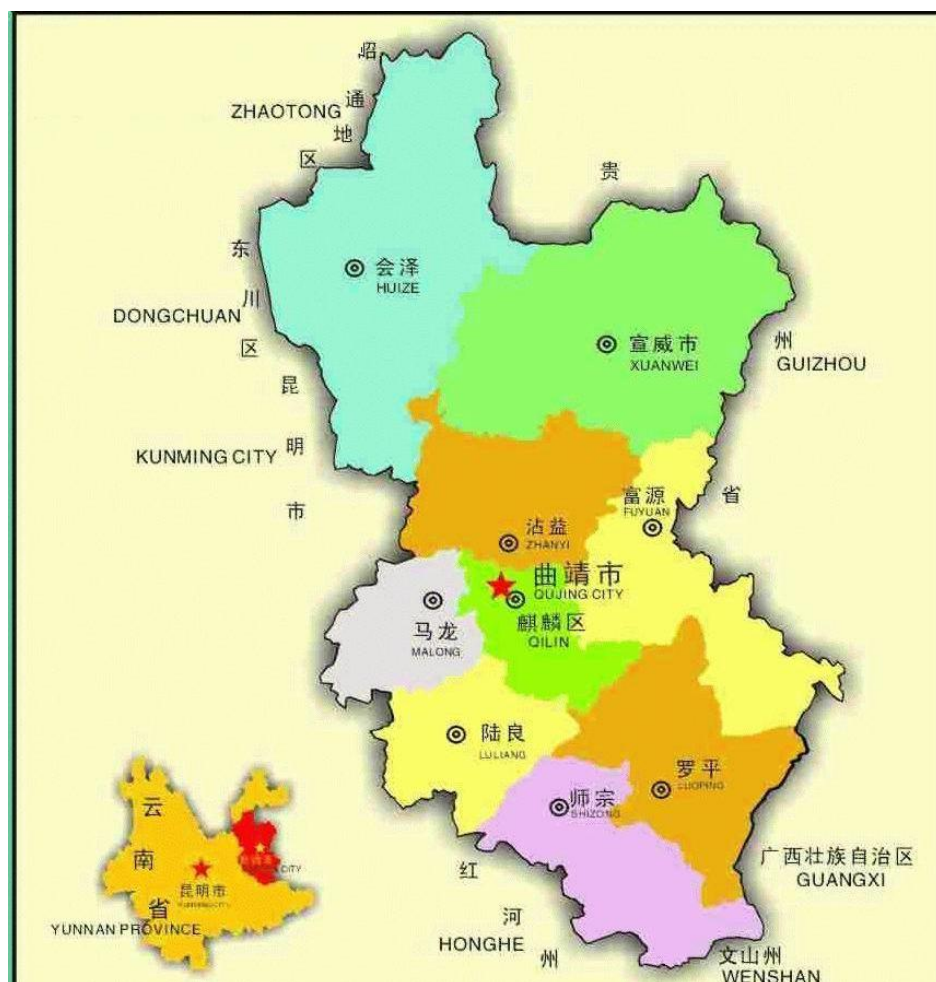 昭通地区
ZHAOTONG
贵州省
GUIZHOU
东川区
DONGCHUAN
昆明市
KUNMING CITY
会泽
HUIZE
宣威市
XUANWEI
富源
FUYUAN
沾益
ZHANYI
曲靖市
QUJING CITY
麒麟区
QILIN
马龙
MALONG
陆良
LULIANG
罗平
LUOPING
师宗
SHIZONG
广西壮族自治区
GUANGXI
红河州
HONGHE
文山州
WENSHAN
云南省
YUNNAN PROVINCE
昆明市
KUNMING CITY
CITY